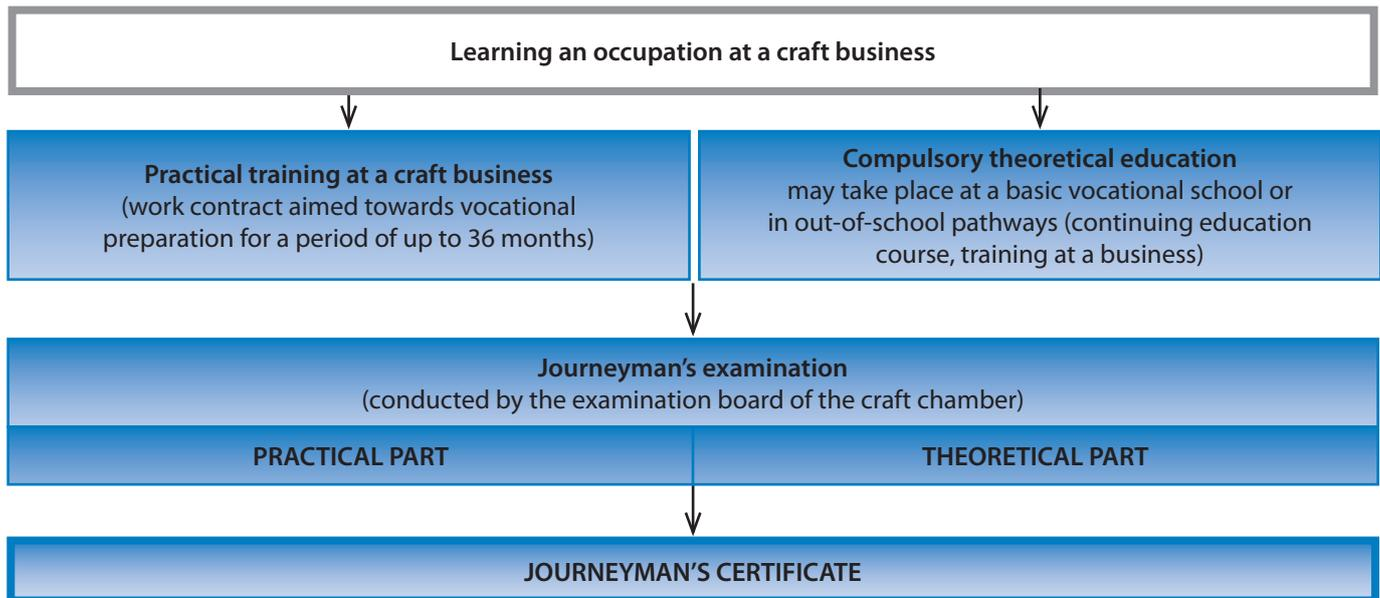 Learning an occupation at a craft business
Practical training at a craft business
(work contract aimed towards vocational
preparation for a period of up to 36 months)
Compulsory theoretical education
may take place at a basic vocational school or
in out-of-school pathways (continuing education
course, training at a business)
Journeyman’s examination
(conducted by the examination board of the craft chamber)
PRACTICAL PART
THEORETICAL PART
JOURNEYMAN’S CERTIFICATE